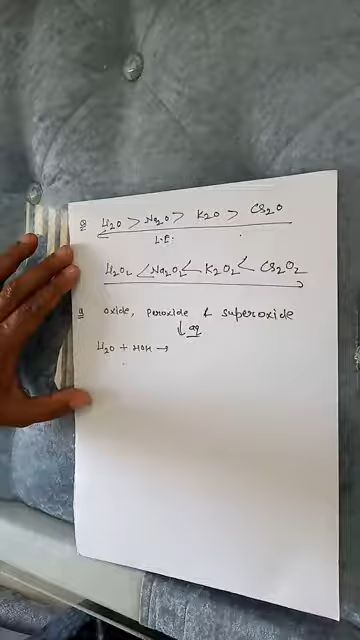 Li2O > Na2O > K2O > Cs2O
L.E.
Li2O2 < Na2O2 < K2O2 < Cs2O2
Q oxide, peroxide & superoxide
↓ aq
Li2O + HOH →